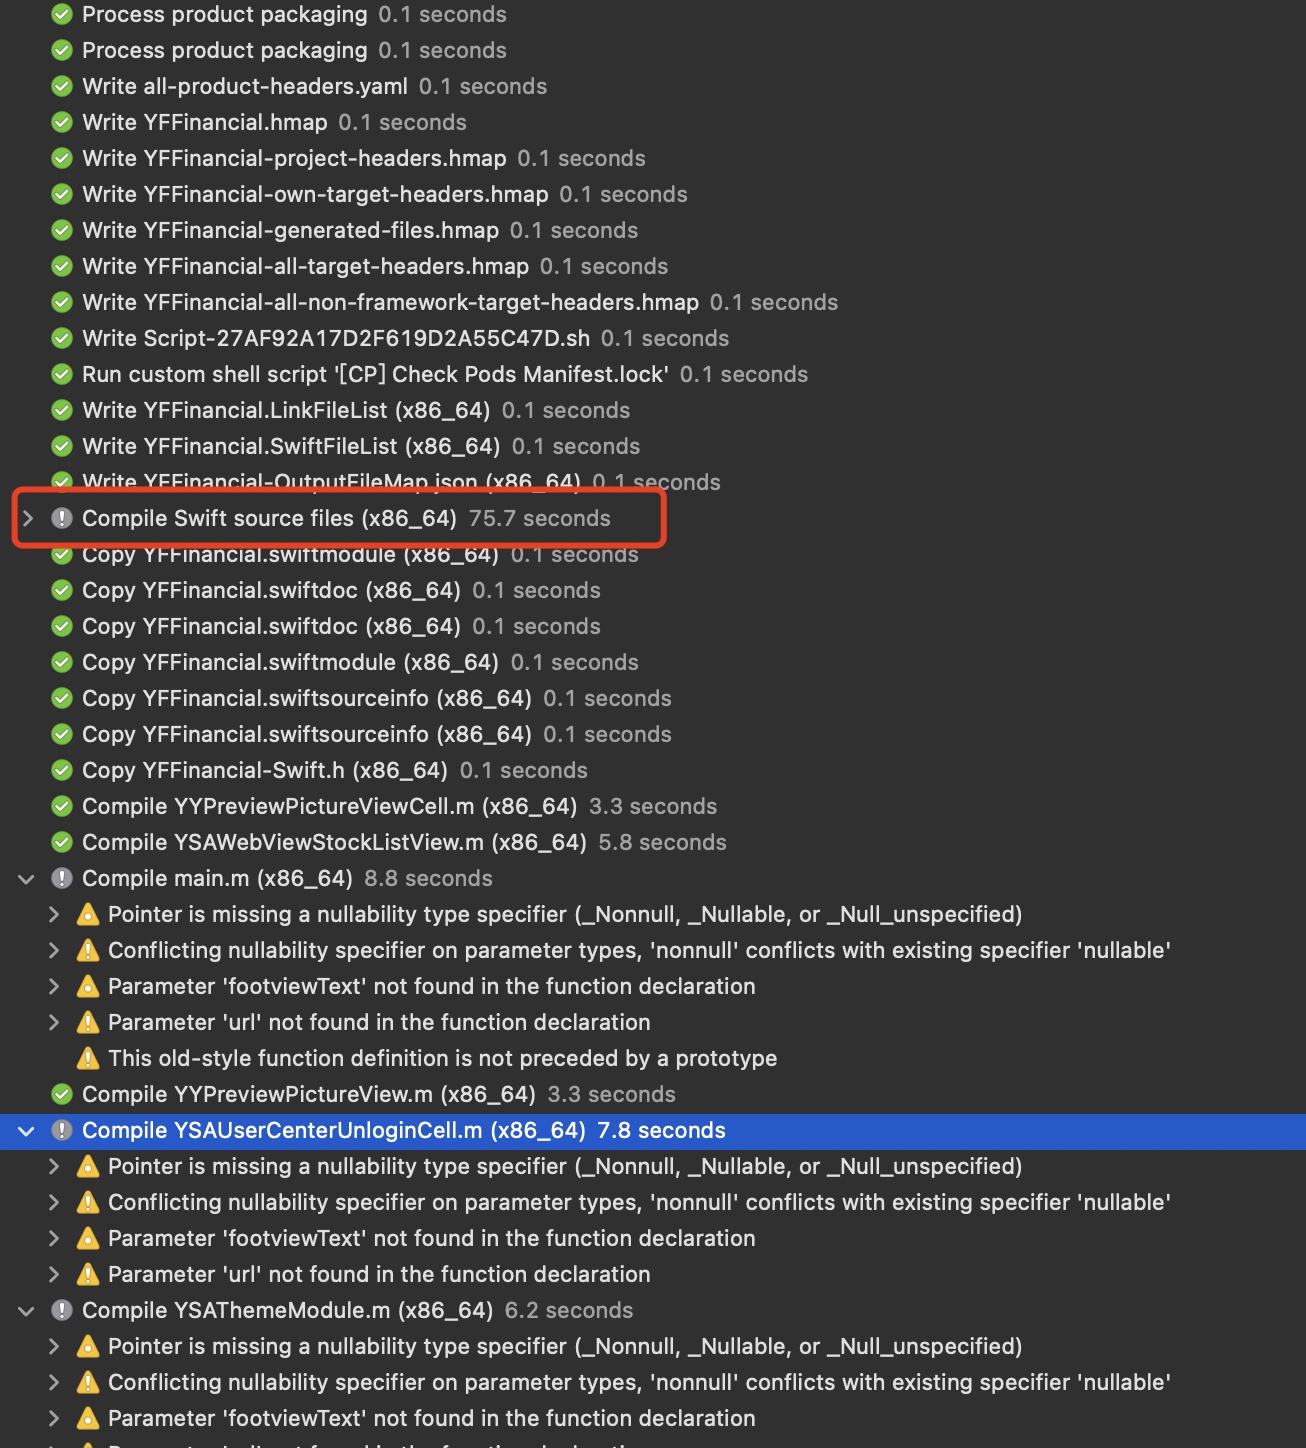 Process product packaging 0.1 seconds
Process product packaging 0.1 seconds
Write all-product-headers.yaml 0.1 seconds
Write YFFinancial.hmap 0.1 seconds
Write YFFinancial-project-headers.hmap 0.1 seconds
Write YFFinancial-own-target-headers.hmap 0.1 seconds
Write YFFinancial-generated-files.hmap 0.1 seconds
Write YFFinancial-all-target-headers.hmap 0.1 seconds
Write YFFinancial-all-non-framework-target-headers.hmap 0.1 seconds
Write Script-27AF92A17D2F619D2A55C47D.sh 0.1 seconds
Run custom shell script '[CP] Check Pods Manifest.lock' 0.1 seconds
Write YFFinancial.LinkFileList (x86_64) 0.1 seconds
Write YFFinancial.SwiftFileList (x86_64) 0.1 seconds
Write YFFinancial-OutputFileMap.json (x86_64) 0.1 seconds
Compile Swift source files (x86_64) 75.7 seconds
Copy YFFinancial.swiftmodule (x86_64) 0.1 seconds
Copy YFFinancial.swiftdoc (x86_64) 0.1 seconds
Copy YFFinancial.swiftdoc (x86_64) 0.1 seconds
Copy YFFinancial.swiftmodule (x86_64) 0.1 seconds
Copy YFFinancial.swiftsourceinfo (x86_64) 0.1 seconds
Copy YFFinancial.swiftsourceinfo (x86_64) 0.1 seconds
Copy YFFinancial-Swift.h (x86_64) 0.1 seconds
Compile YYPreviewPictureViewCell.m (x86_64) 3.3 seconds
Compile YSAWebViewStockListView.m (x86_64) 5.8 seconds
Compile main.m (x86_64) 8.8 seconds
Pointer is missing a nullability type specifier (_Nonnull, _Nullable, or _Null_unspecified)
Conflicting nullability specifier on parameter types, 'nonnull' conflicts with existing specifier 'nullable'
Parameter 'footviewText' not found in the function declaration
Parameter 'url' not found in the function declaration
This old-style function definition is not preceded by a prototype
Compile YYPreviewPictureView.m (x86_64) 3.3 seconds
Compile YSAUserCenterUnloginCell.m (x86_64) 7.8 seconds
Pointer is missing a nullability type specifier (_Nonnull, _Nullable, or _Null_unspecified)
Conflicting nullability specifier on parameter types, 'nonnull' conflicts with existing specifier 'nullable'
Parameter 'footviewText' not found in the function declaration
Parameter 'url' not found in the function declaration
Compile YSAThemeModule.m (x86_64) 6.2 seconds
Pointer is missing a nullability type specifier (_Nonnull, _Nullable, or _Null_unspecified)
Conflicting nullability specifier on parameter types, 'nonnull' conflicts with existing specifier 'nullable'
Parameter 'footviewText' not found in the function declaration